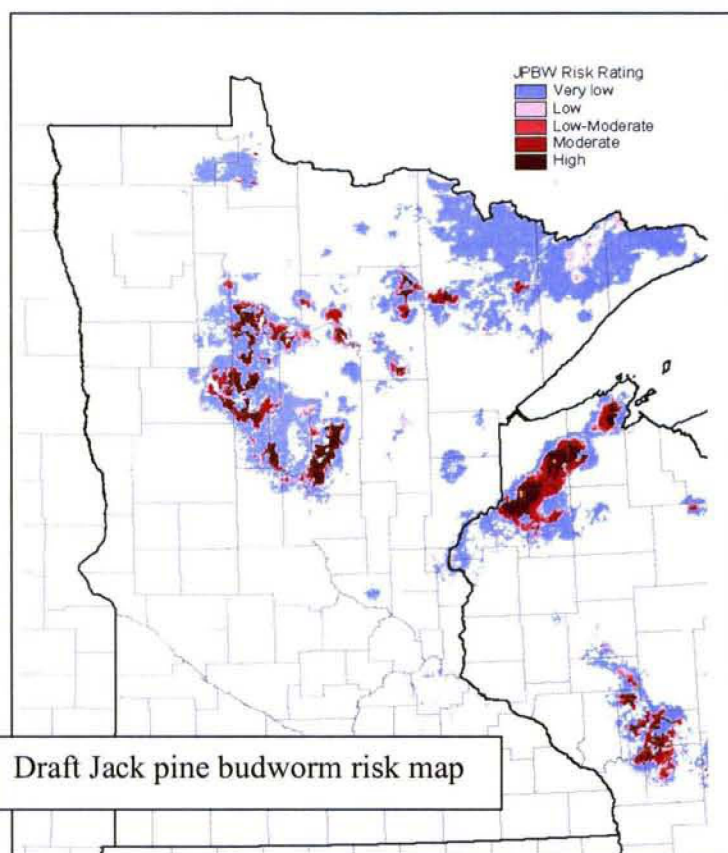 JPBW Risk Rating
Very low
Low
Low-Moderate
Moderate
High
Draft Jack pine budworm risk map